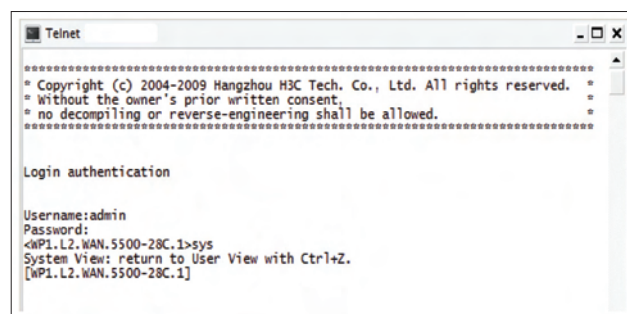 Telnet
********************************************************************************
* Copyright (c) 2004-2009 Hangzhou H3C Tech. Co., Ltd. All rights reserved. *
* Without the owner's prior written consent, *
* no decompiling or reverse-engineering shall be allowed. *
********************************************************************************
Login authentication
Username:admin
Password:
<WP1.L2.WAN.5500-28C.1>sys
System View: return to User View with Ctrl+Z.
[WP1.L2.WAN.5500-28C.1]